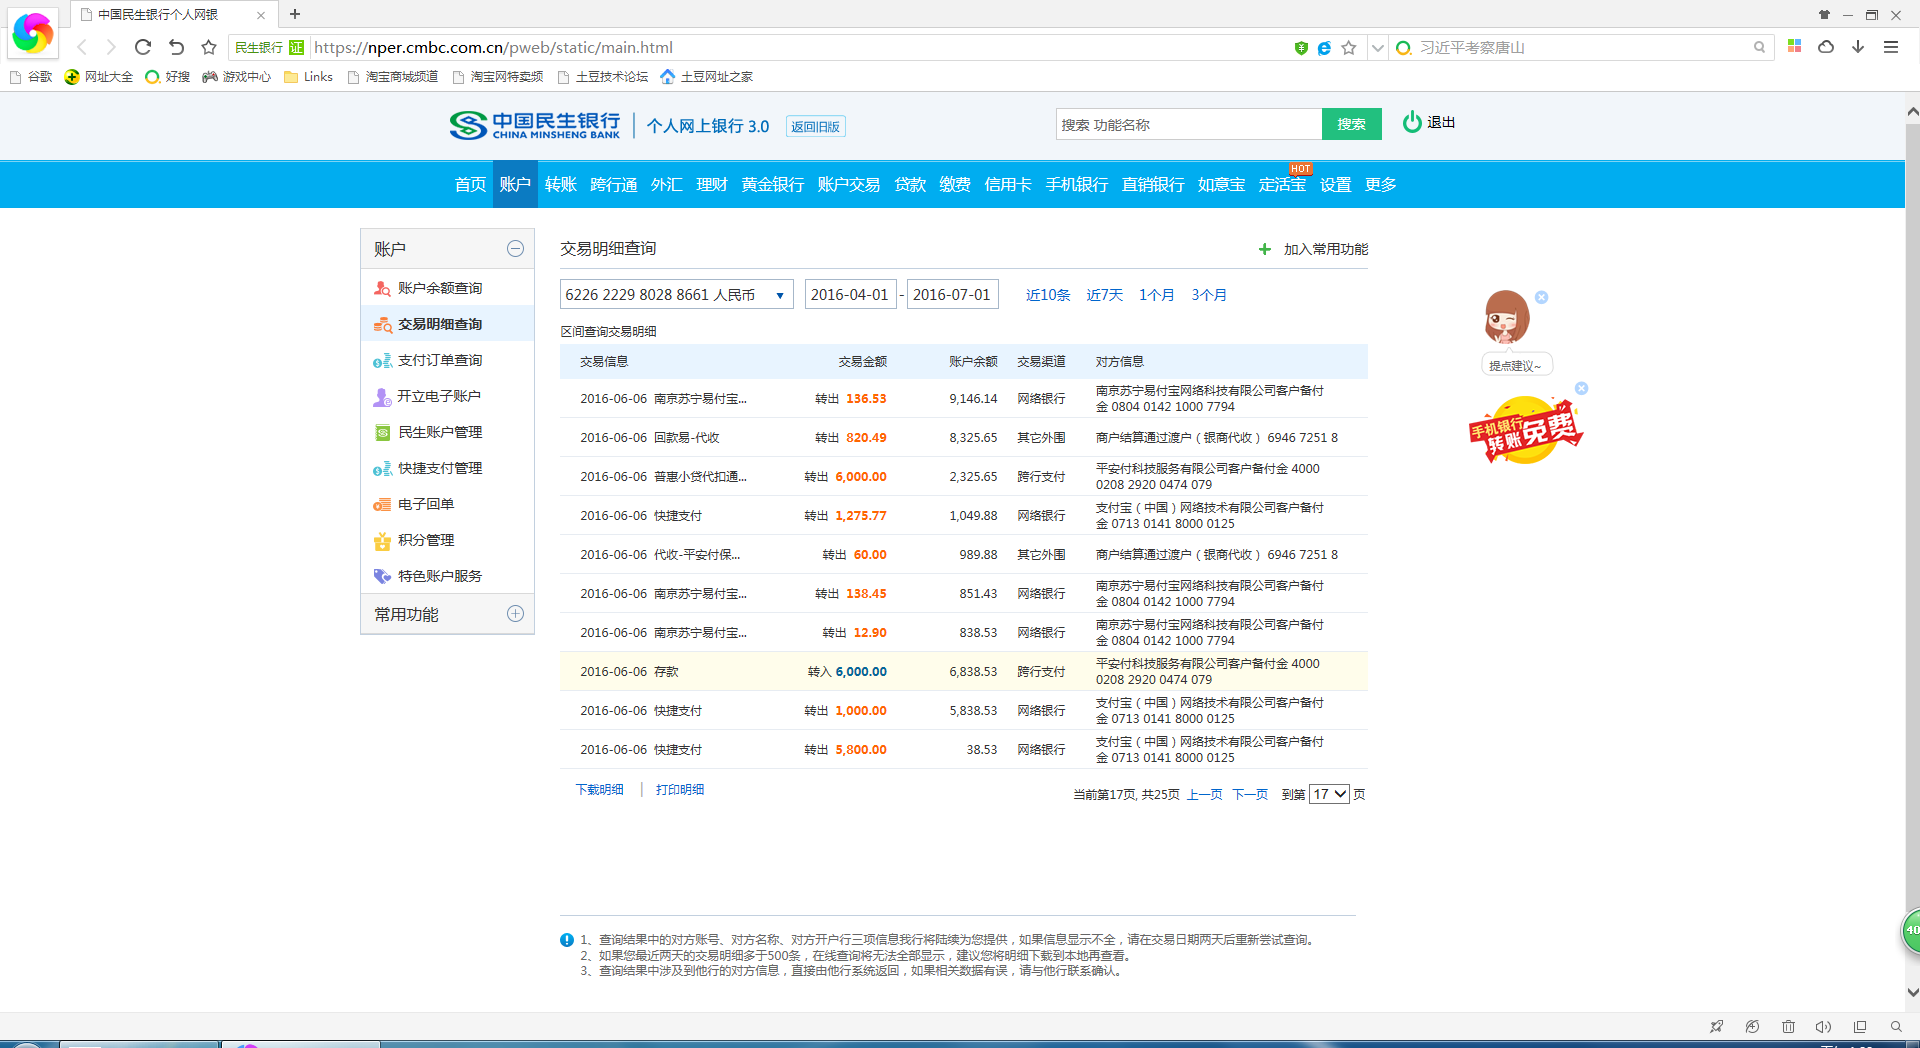 中国民生银行个人网银
民生银行 证 https://nper.cmbc.com.cn/pweb/static/main.html 习近平考察唐山
谷歌 网址大全 好搜 游戏中心 Links 淘宝商城频道 淘宝网特卖频 土豆技术论坛 土豆网址之家
中国民生银行 个人网上银行 3.0 返回旧版 搜索 功能名称 搜索 退出
CHINA MINSHENG BANK
HOT
首页 账户 转账 跨行通 外汇 理财 黄金银行 账户交易 贷款 缴费 信用卡 手机银行 直销银行 如意宝 定活宝 设置 更多
账户
账户余额查询
交易明细查询
支付订单查询
开立电子账户
民生账户管理
快捷支付管理
电子回单
积分管理
特色账户服务
常用功能
交易明细查询 加入常用功能
6226 2229 8028 8661 人民币 2016-04-01 - 2016-07-01 近10条 近7天 1个月 3个月
区间查询交易明细
交易信息 交易金额 账户余额 交易渠道 对方信息
2016-06-06 南京苏宁易付宝... 转出 136.53 9,146.14 网络银行 南京苏宁易付宝网络科技有限公司客户备付
金 0804 0142 1000 7794
2016-06-06 回款易-代收 转出 820.49 8,325.65 其它外围 商户结算通过渡户（银商代收） 6946 7251 8
2016-06-06 普惠小贷代扣通... 转出 6,000.00 2,325.65 跨行支付 平安付科技服务有限公司客户备付金 4000
0208 2920 0474 079
2016-06-06 快捷支付 转出 1,275.77 1,049.88 网络银行 支付宝（中国）网络技术有限公司客户备付
金 0713 0141 8000 0125
2016-06-06 代收-平安付保... 转出 60.00 989.88 其它外围 商户结算通过渡户（银商代收） 6946 7251 8
2016-06-06 南京苏宁易付宝... 转出 138.45 851.43 网络银行 南京苏宁易付宝网络科技有限公司客户备付
金 0804 0142 1000 7794
2016-06-06 南京苏宁易付宝... 转出 12.90 838.53 网络银行 南京苏宁易付宝网络科技有限公司客户备付
金 0804 0142 1000 7794
2016-06-06 存款 转入 6,000.00 6,838.53 跨行支付 平安付科技服务有限公司客户备付金 4000
0208 2920 0474 079
2016-06-06 快捷支付 转出 1,000.00 5,838.53 网络银行 支付宝（中国）网络技术有限公司客户备付
金 0713 0141 8000 0125
2016-06-06 快捷支付 转出 5,800.00 38.53 网络银行 支付宝（中国）网络技术有限公司客户备付
金 0713 0141 8000 0125
下载明细 | 打印明细 当前第17页, 共25页 上一页 下一页 到第 17 页
提点建议~
手机银行
转账免费
1、查询结果中的对方账号、对方名称、对方开户行三项信息我行将陆续为您提供，如果信息显示不全，请在交易日期两天后重新尝试查询。
2、如果您最近两天的交易明细多于500条，在线查询将无法全部显示，建议您将明细下载到本地再查看。
3、查询结果中涉及到他行的对方信息，直接由他行系统返回，如果相关数据有误，请与他行联系确认。
40